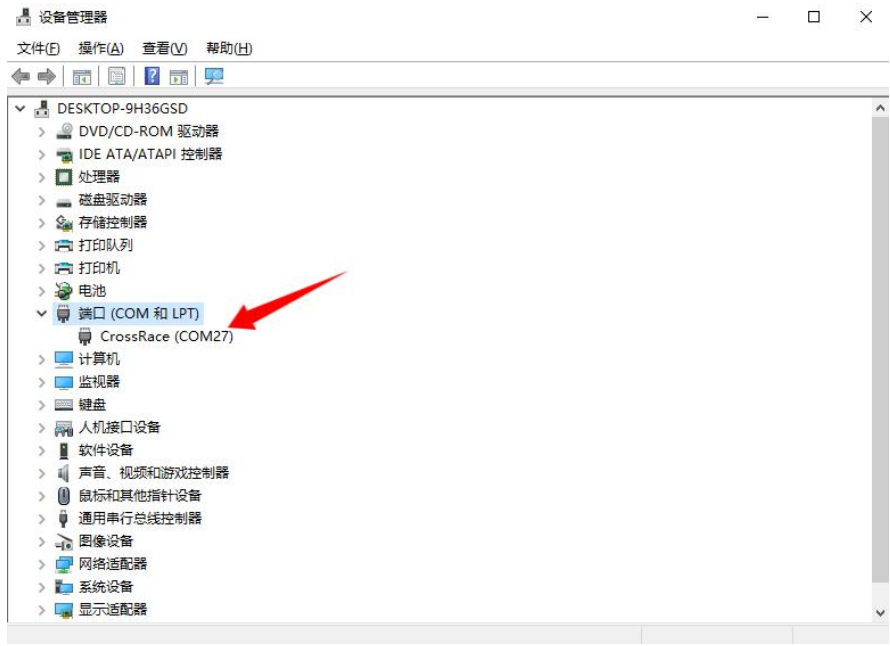 设备管理器
文件(F) 操作(A) 查看(V) 帮助(H)
DESKTOP-9H36GSD
DVD/CD-ROM 驱动器
IDE ATA/ATAPI 控制器
处理器
磁盘驱动器
存储控制器
打印队列
打印机
电池
端口 (COM 和 LPT)
CrossRace (COM27)
计算机
监视器
键盘
人机接口设备
软件设备
声音、视频和游戏控制器
鼠标和其他指针设备
通用串行总线控制器
图像设备
网络适配器
系统设备
显示适配器